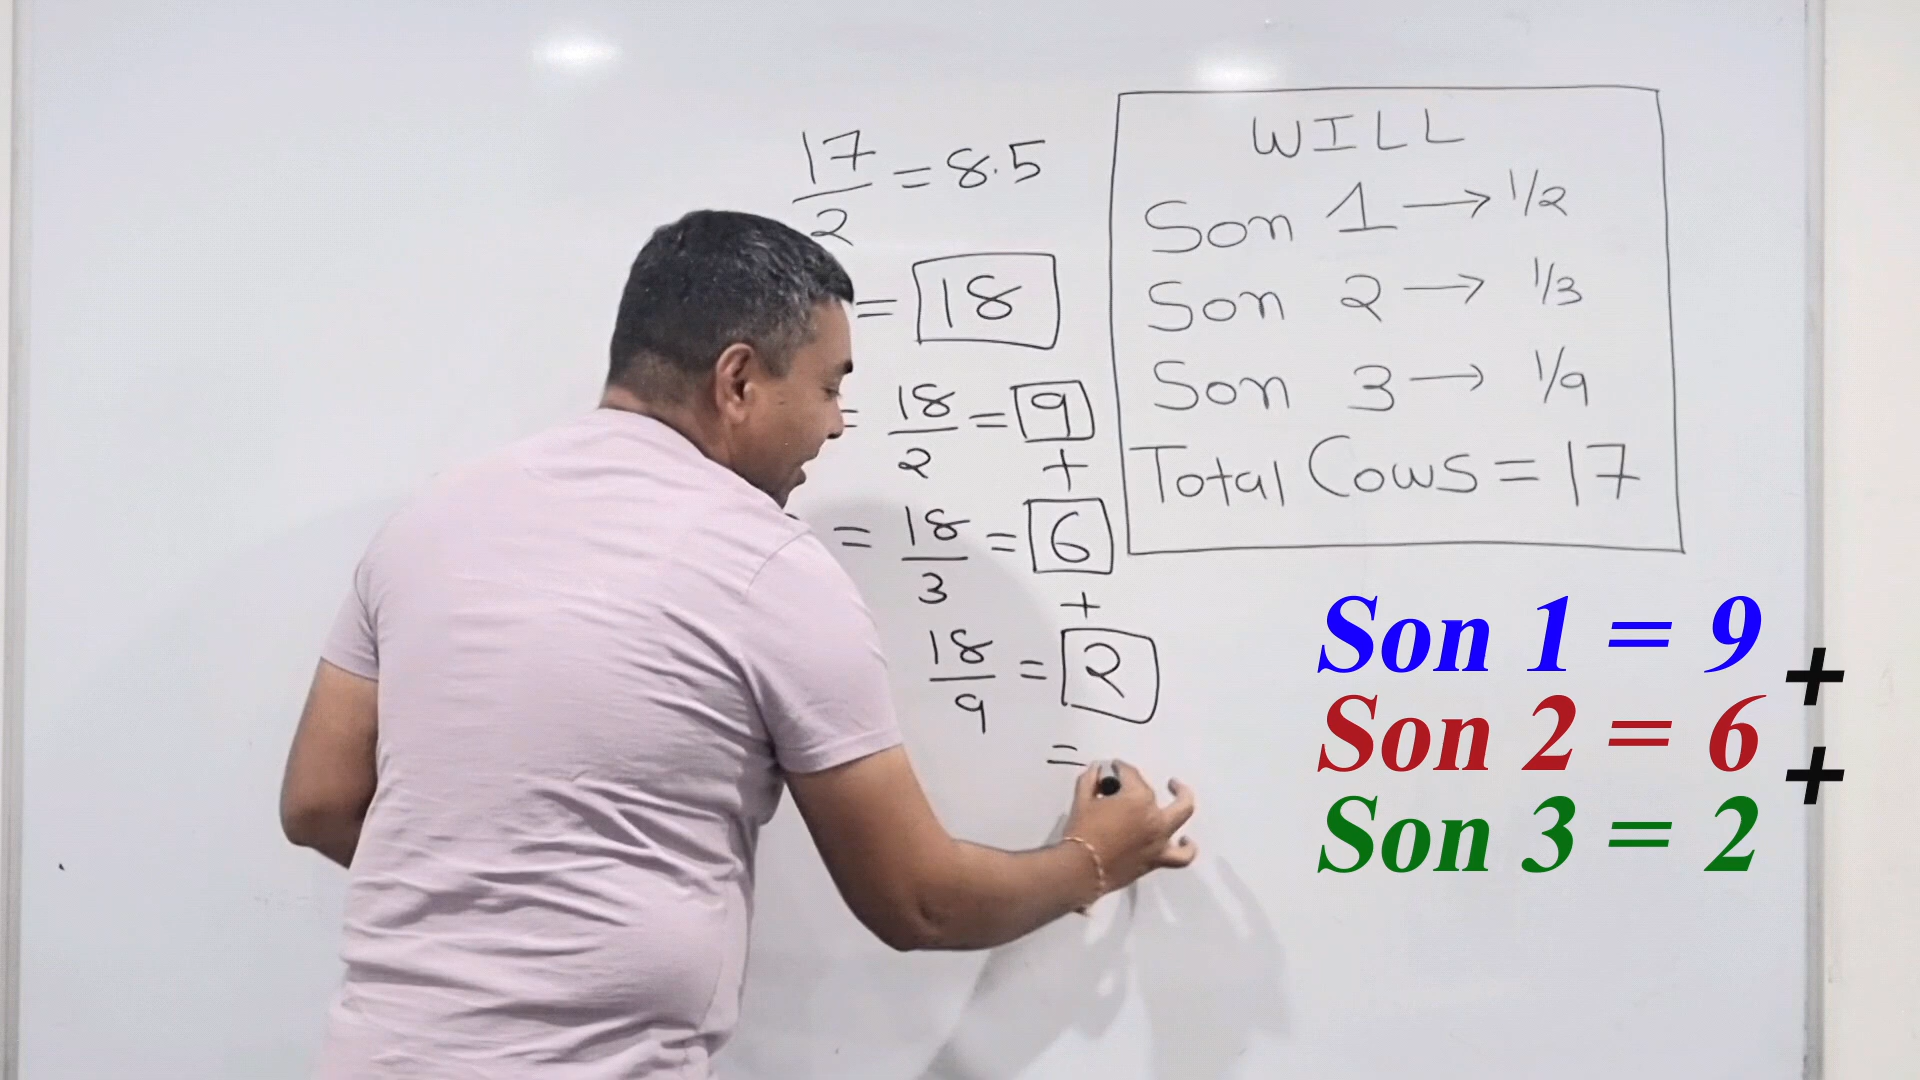 17/2 = 8.5
= 18
= 18/2 = 9
+
= 18/3 = 6
+
18/9 = 2
=
WILL
Son 1 → 1/2
Son 2 → 1/3
Son 3 → 1/9
Total Cows = 17
Son 1 = 9
+
Son 2 = 6
+
Son 3 = 2